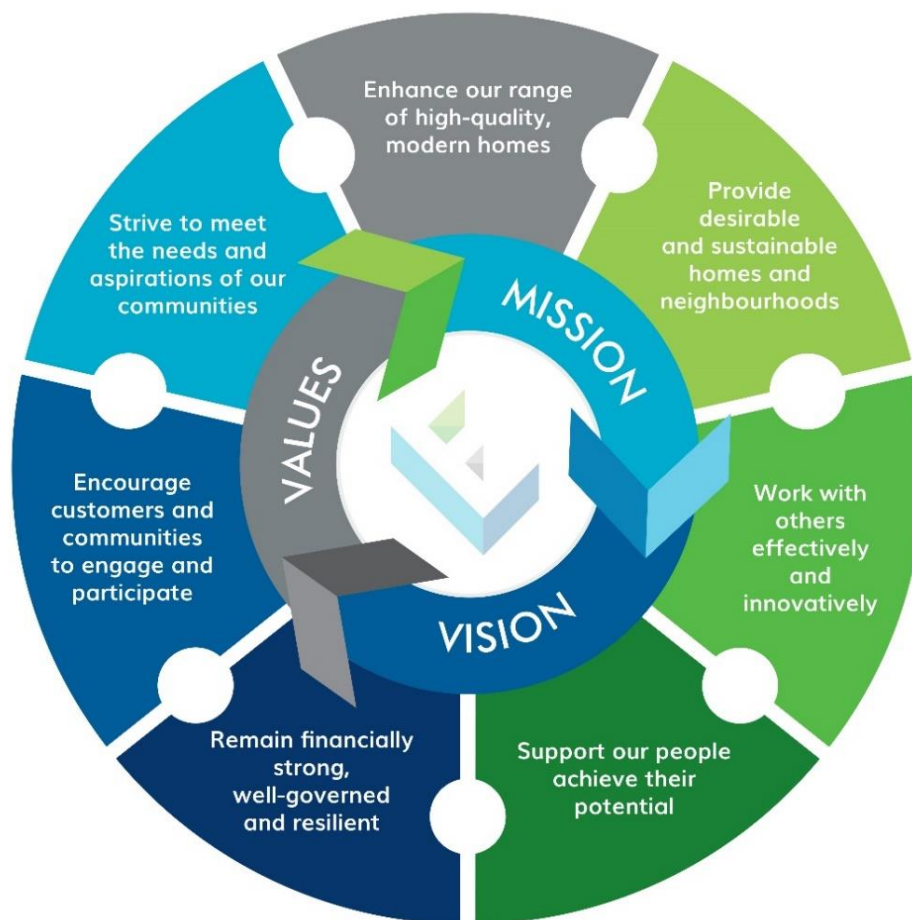 Enhance our range
of high-quality,
modern homes
Provide
desirable
and sustainable
homes and
neighbourhoods
Work with
others
effectively
and
innovatively
Support our people
achieve their
potential
Remain financially
strong,
well-governed
and resilient
Encourage
customers and
communities
to engage and
participate
Strive to meet
the needs and
aspirations of our
communities
MISSION
VISION
VALUES